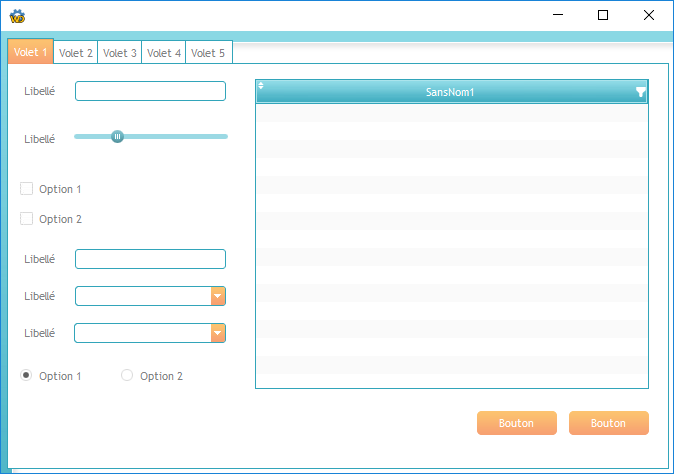 Volet 1 Volet 2 Volet 3 Volet 4 Volet 5
Libellé
SansNom1
Libellé
Option 1
Option 2
Libellé
Libellé
Libellé
Option 1 Option 2
Bouton Bouton